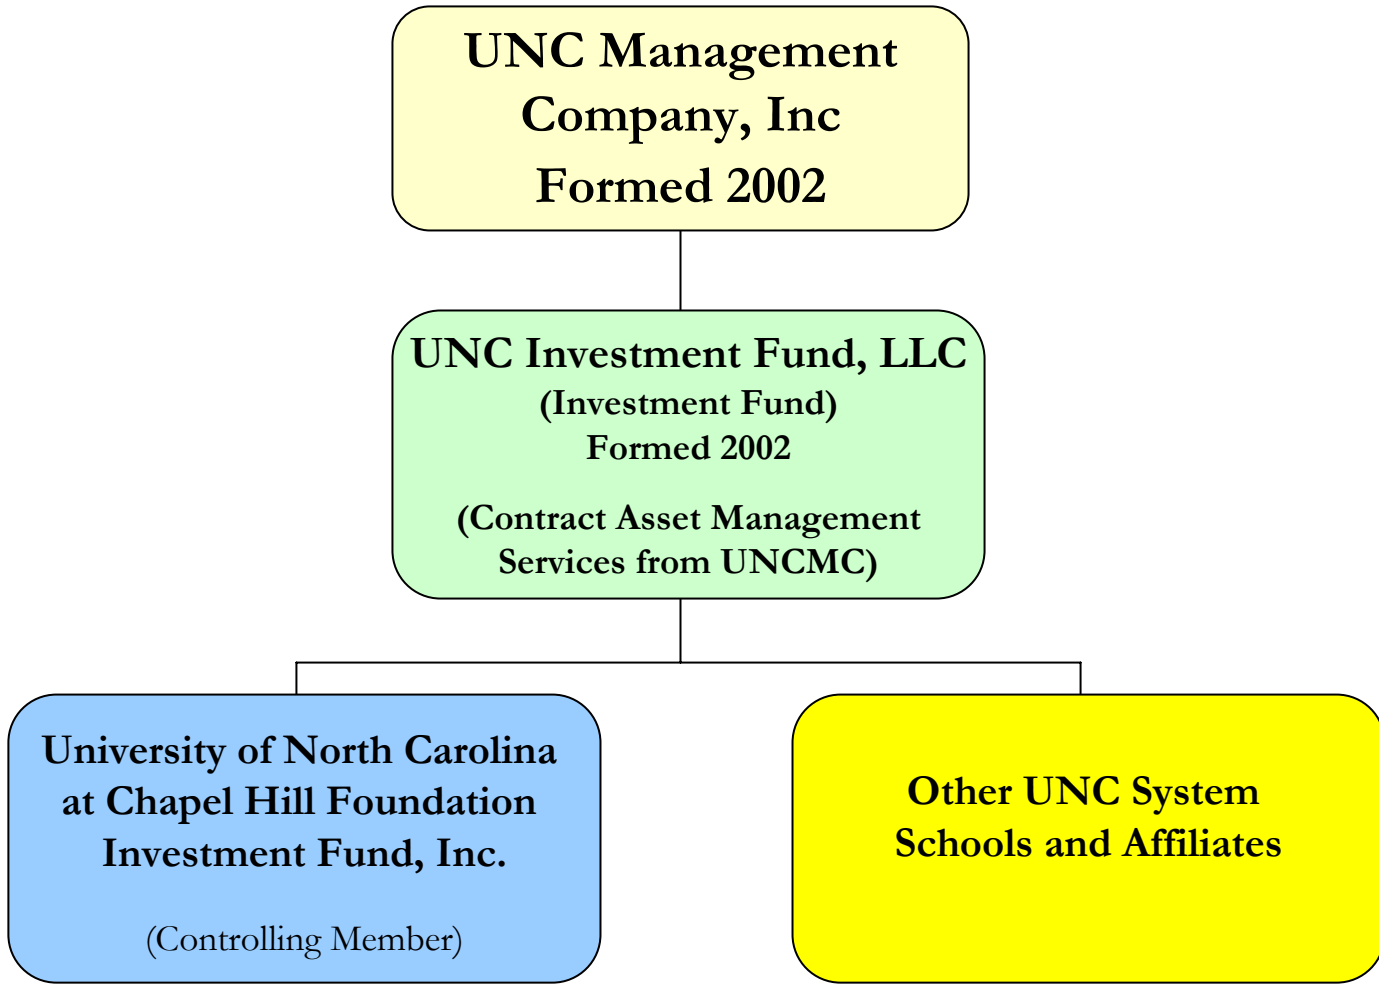 UNC Management
Company, Inc
Formed 2002
UNC Investment Fund, LLC
(Investment Fund)
Formed 2002
(Contract Asset Management
Services from UNCMC)
University of North Carolina
at Chapel Hill Foundation
Investment Fund, Inc.
(Controlling Member)
Other UNC System
Schools and Affiliates